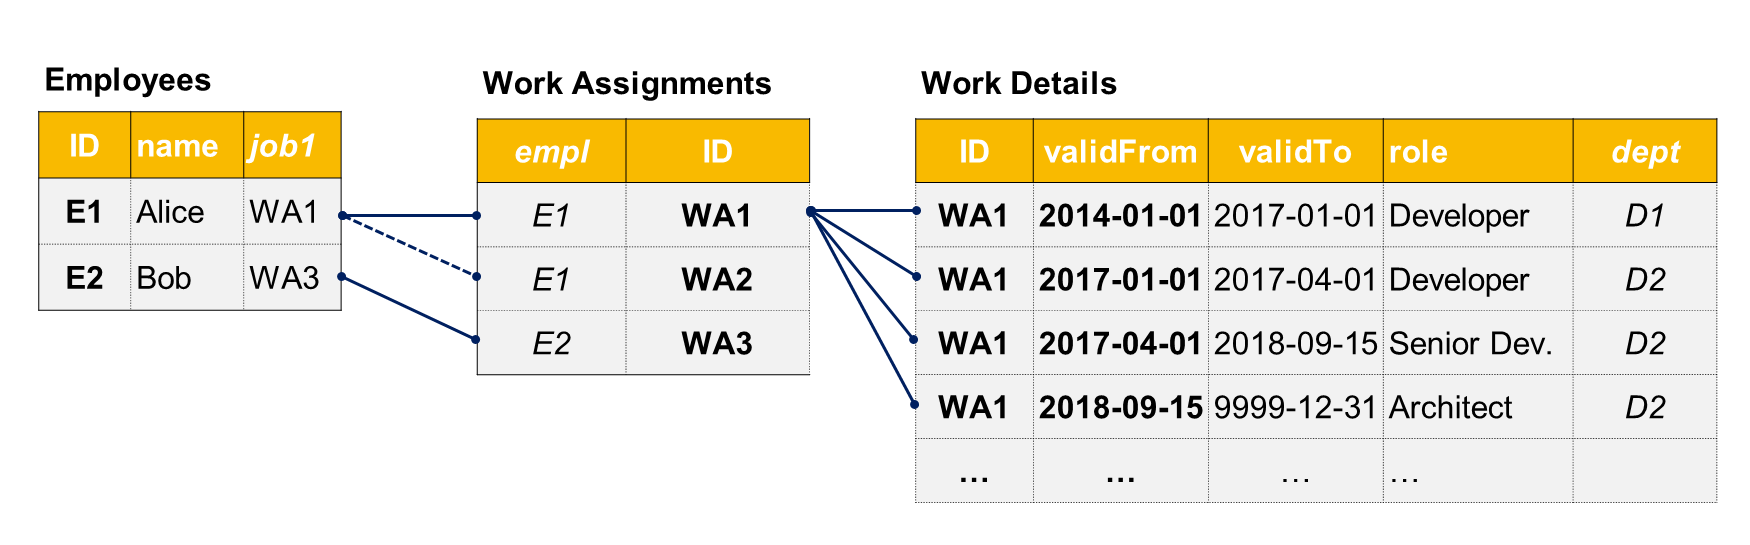 Employees
ID name job1
E1 Alice WA1
E2 Bob WA3
Work Assignments
empl ID
E1 WA1
E1 WA2
E2 WA3
Work Details
ID validFrom validTo role dept
WA1 2014-01-01 2017-01-01 Developer D1
WA1 2017-01-01 2017-04-01 Developer D2
WA1 2017-04-01 2018-09-15 Senior Dev. D2
WA1 2018-09-15 9999-12-31 Architect D2
... ... ... ...